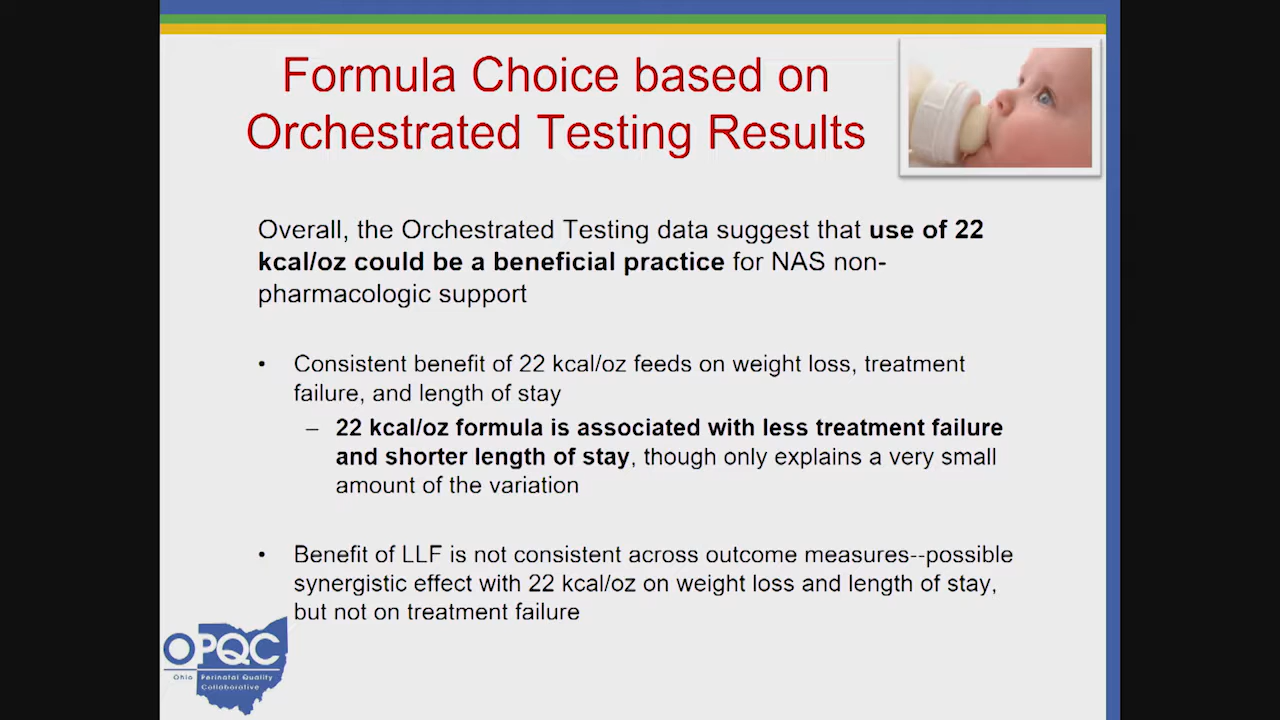 Formula Choice based on
Orchestrated Testing Results
Overall, the Orchestrated Testing data suggest that use of 22
kcal/oz could be a beneficial practice for NAS non-
pharmacologic support
• Consistent benefit of 22 kcal/oz feeds on weight loss, treatment
failure, and length of stay
– 22 kcal/oz formula is associated with less treatment failure
and shorter length of stay, though only explains a very small
amount of the variation
• Benefit of LLF is not consistent across outcome measures--possible
synergistic effect with 22 kcal/oz on weight loss and length of stay,
but not on treatment failure
OPQC
Ohio Perinatal Quality
Collaborative